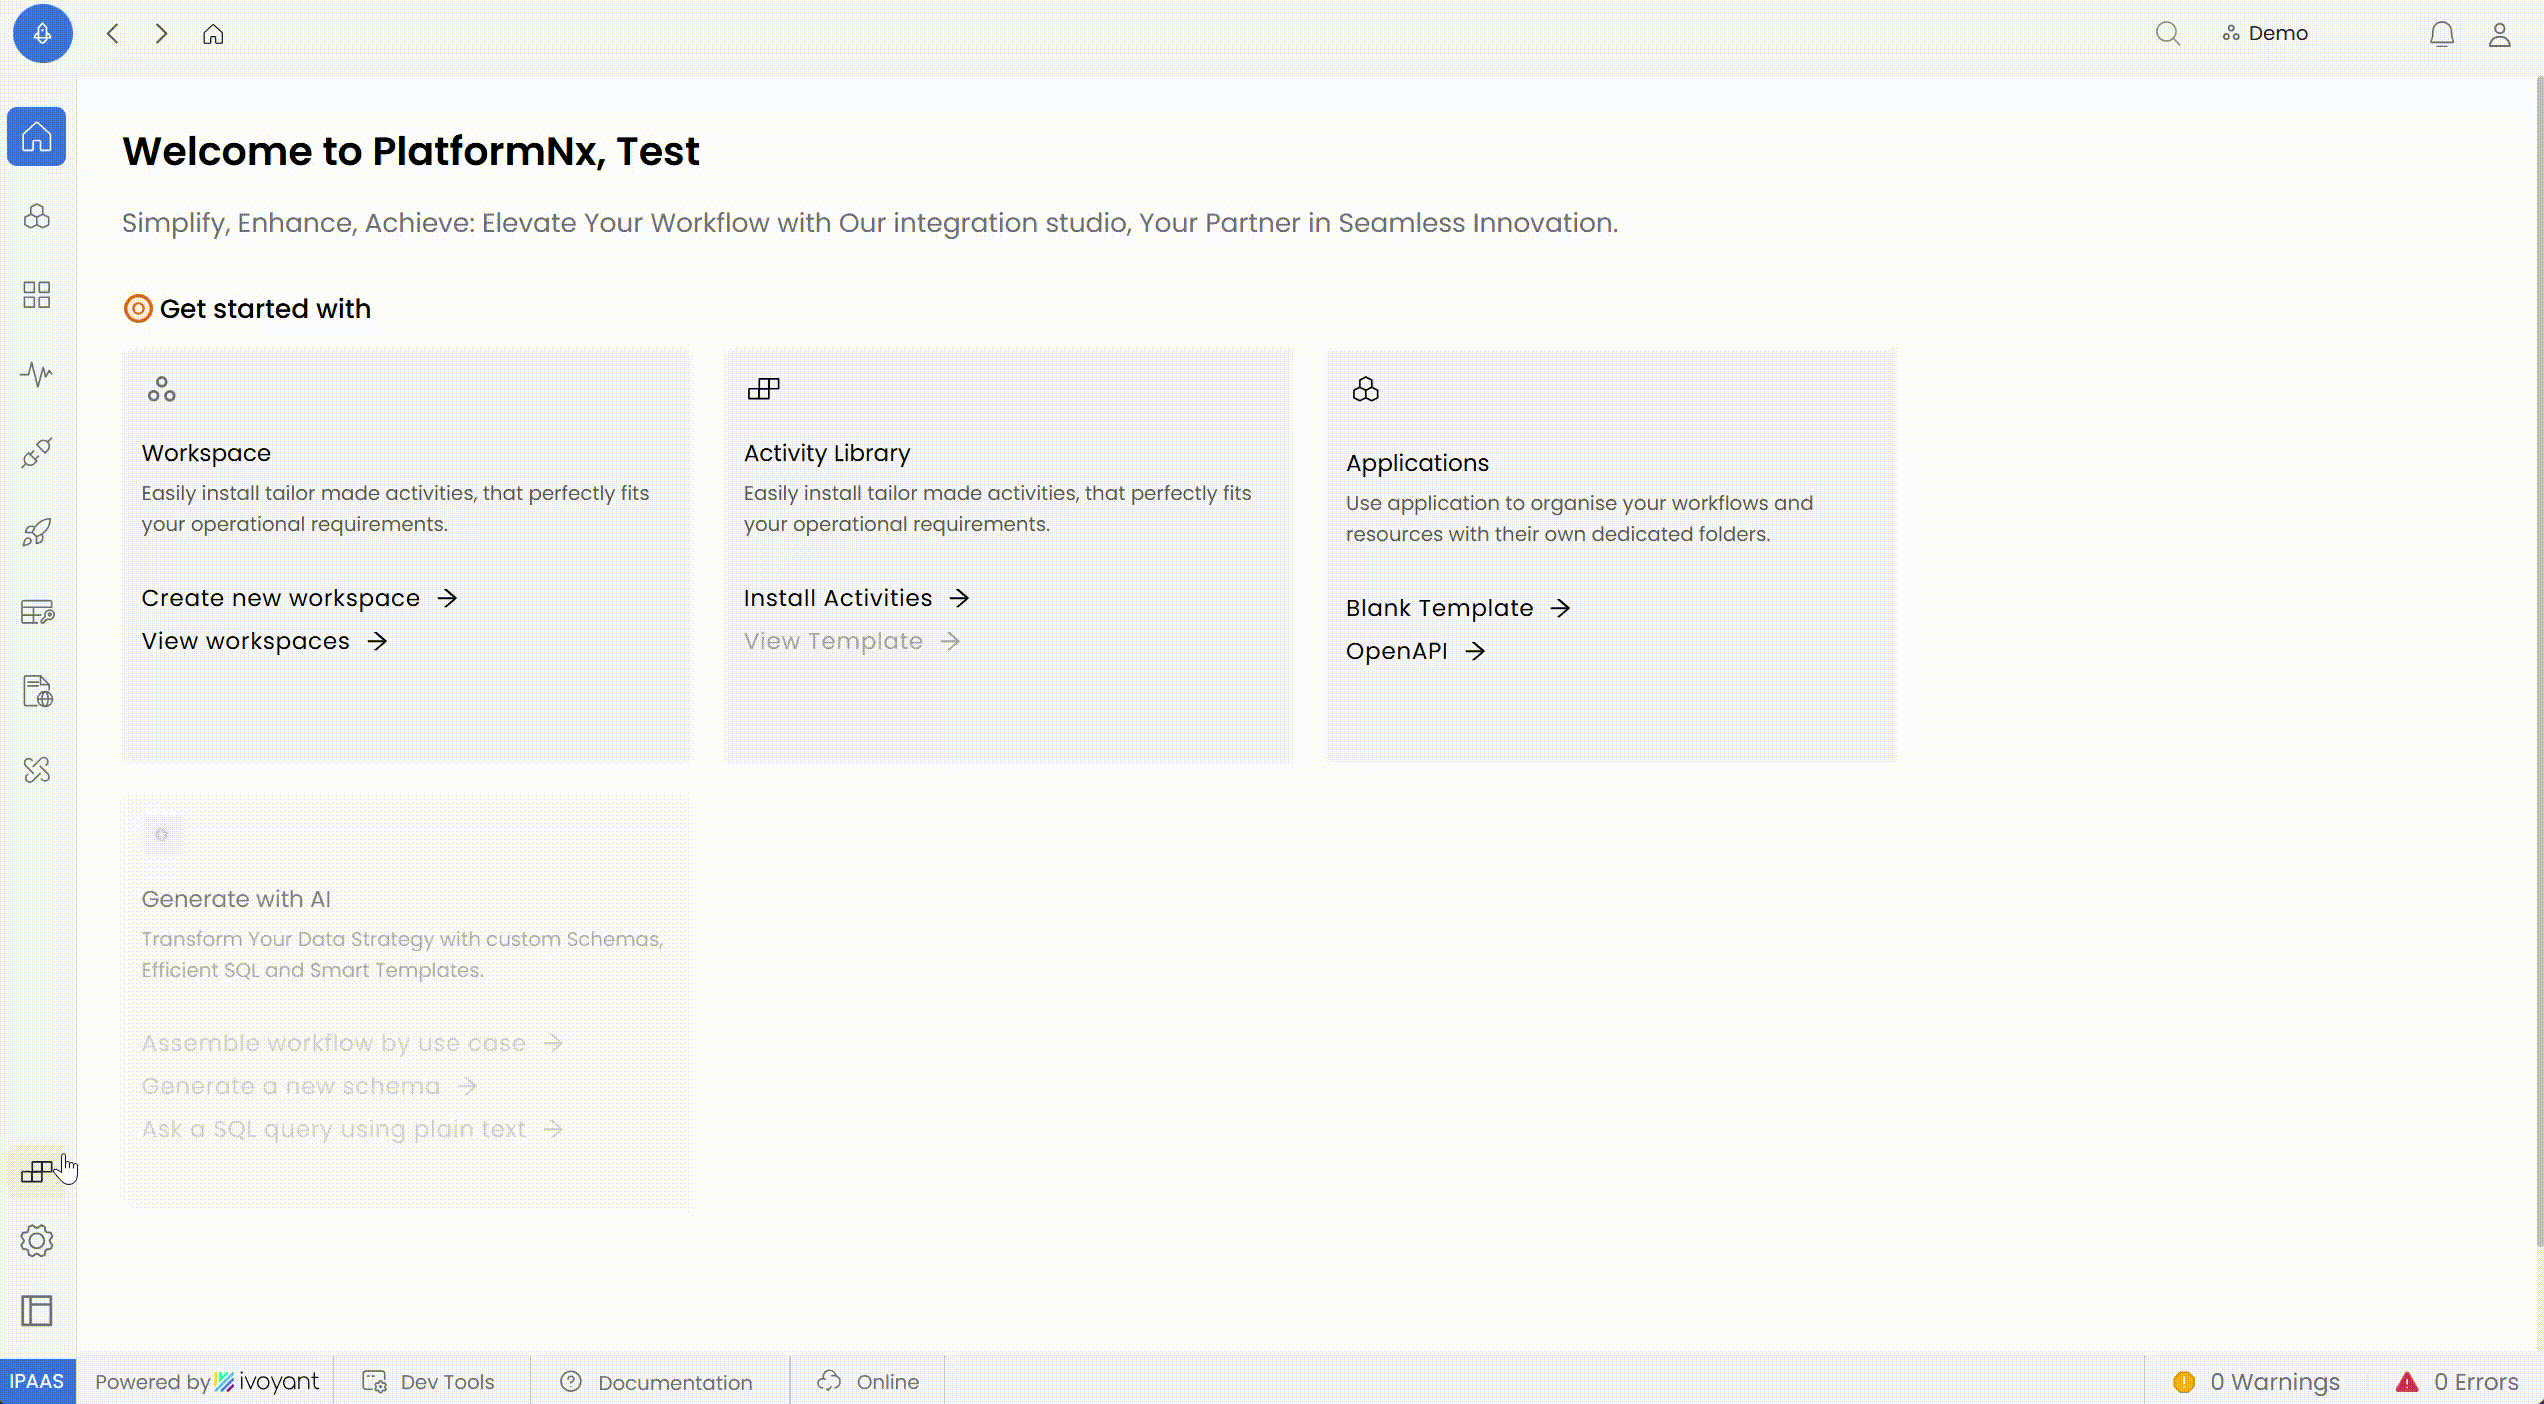 Demo
Welcome to PlatformNx, Test
Simplify, Enhance, Achieve: Elevate Your Workflow with Our integration studio, Your Partner in Seamless Innovation.
Get started with
Workspace
Easily install tailor made activities, that perfectly fits
your operational requirements.
Create new workspace
View workspaces
Activity Library
Easily install tailor made activities, that perfectly fits
your operational requirements.
Install Activities
View Template
Applications
Use application to organise your workflows and
resources with their own dedicated folders.
Blank Template
OpenAPI
Generate with AI
Transform Your Data Strategy with custom Schemas,
Efficient SQL and Smart Templates.
Assemble workflow by use case
Generate a new schema
Ask a SQL query using plain text
IPAAS Powered by ivoyant Dev Tools Documentation Online 0 Warnings 0 Errors